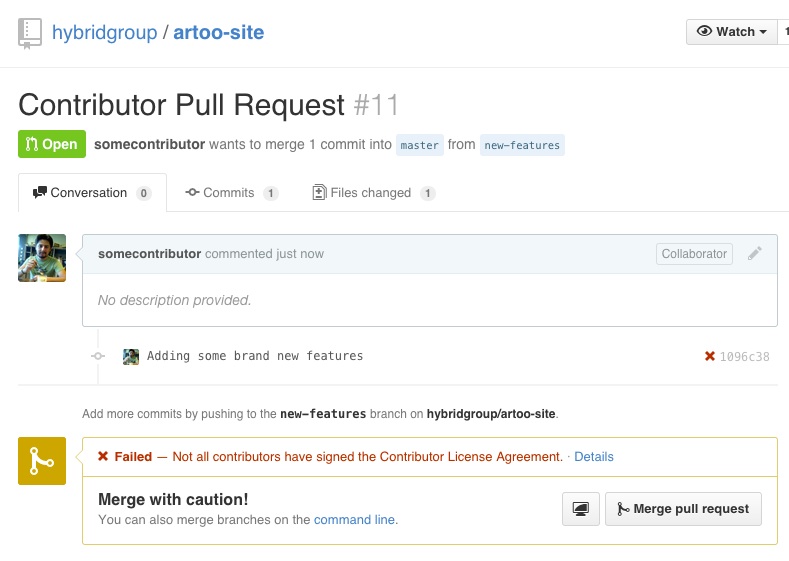 hybridgroup / artoo-site
Watch
Contributor Pull Request #11
Open somecontributor wants to merge 1 commit into master from new-features
Conversation 0 Commits 1 Files changed 1
somecontributor commented just now Collaborator
No description provided.
Adding some brand new features 1096c38
Add more commits by pushing to the new-features branch on hybridgroup/artoo-site.
Failed — Not all contributors have signed the Contributor License Agreement. · Details
Merge with caution!
You can also merge branches on the command line.
Merge pull request